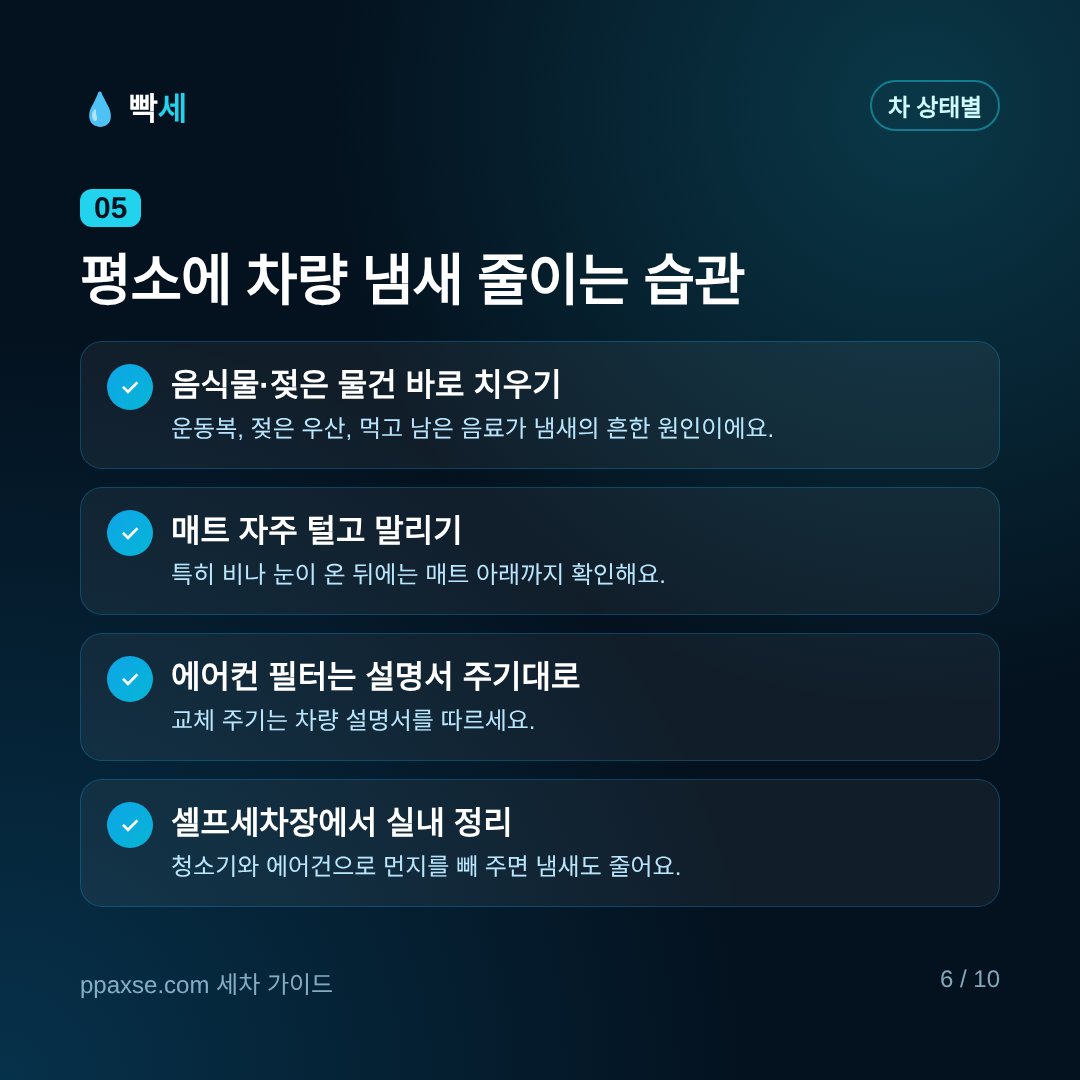 빡세
차 상태별
05
평소에 차량 냄새 줄이는 습관
음식물·젖은 물건 바로 치우기
운동복, 젖은 우산, 먹고 남은 음료가 냄새의 흔한 원인이에요.
매트 자주 털고 말리기
특히 비나 눈이 온 뒤에는 매트 아래까지 확인해요.
에어컨 필터는 설명서 주기대로
교체 주기는 차량 설명서를 따르세요.
셀프세차장에서 실내 정리
청소기와 에어건으로 먼지를 빼 주면 냄새도 줄어요.
ppaxse.com 세차 가이드
6 / 10